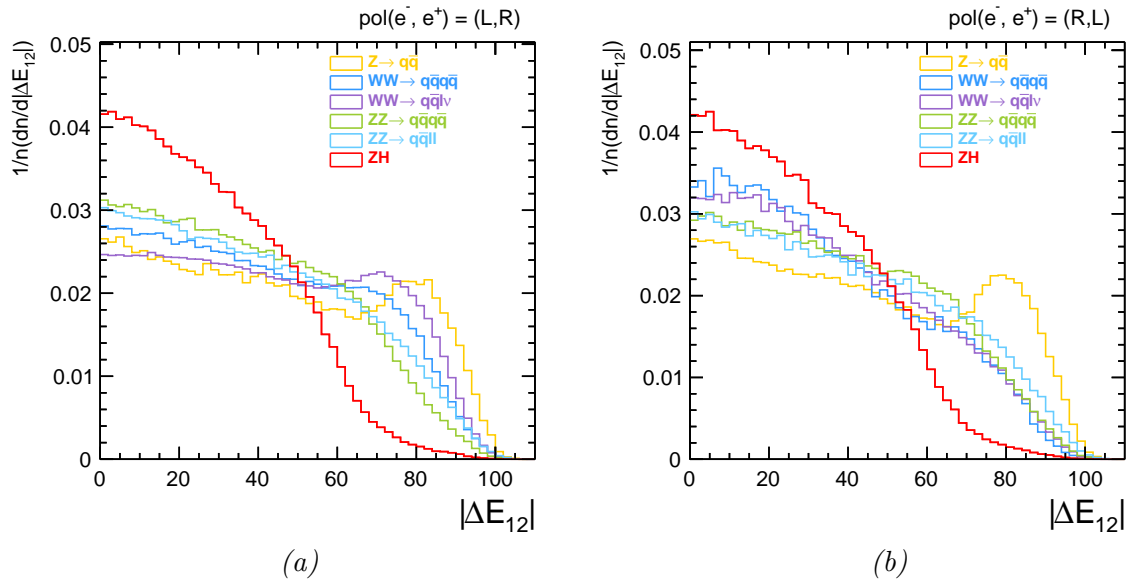 pol(e⁻, e⁺) = (L,R)
1/n(dn/d|ΔE₁₂|)
0.05
0.04
0.03
0.02
0.01
0
Z→ qq̅
WW→ qq̅qq̅
WW→ qq̅lν
ZZ→ qq̅qq̅
ZZ→ qq̅ll
ZH
0 20 40 60 80 100
|ΔE₁₂|
(a)
pol(e⁻, e⁺) = (R,L)
1/n(dn/d|ΔE₁₂|)
0.05
0.04
0.03
0.02
0.01
0
Z→ qq̅
WW→ qq̅qq̅
WW→ qq̅lν
ZZ→ qq̅qq̅
ZZ→ qq̅ll
ZH
0 20 40 60 80 100
|ΔE₁₂|
(b)